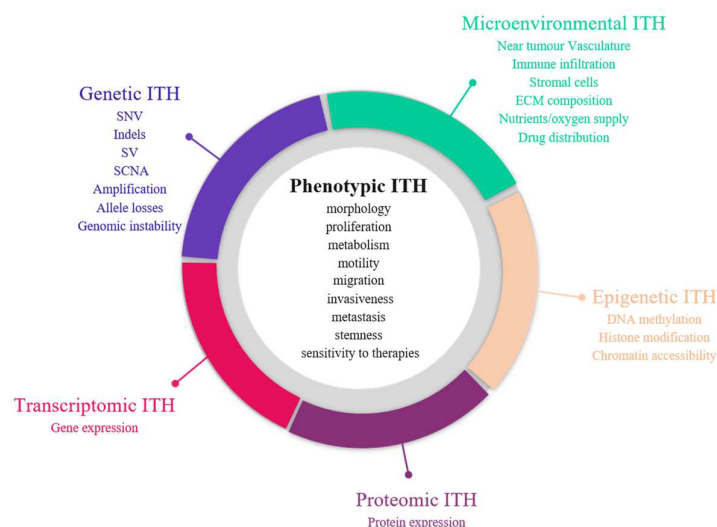 Microenvironmental ITH
Near tumour Vasculature
Immune infiltration
Stromal cells
ECM composition
Nutrients/oxygen supply
Drug distribution
Genetic ITH
SNV
Indels
SV
SCNA
Amplification
Allele losses
Genomic instability
Phenotypic ITH
morphology
proliferation
metabolism
motility
migration
invasiveness
metastasis
stemness
sensitivity to therapies
Epigenetic ITH
DNA methylation
Histone modification
Chromatin accessibility
Transcriptomic ITH
Gene expression
Proteomic ITH
Protein expression